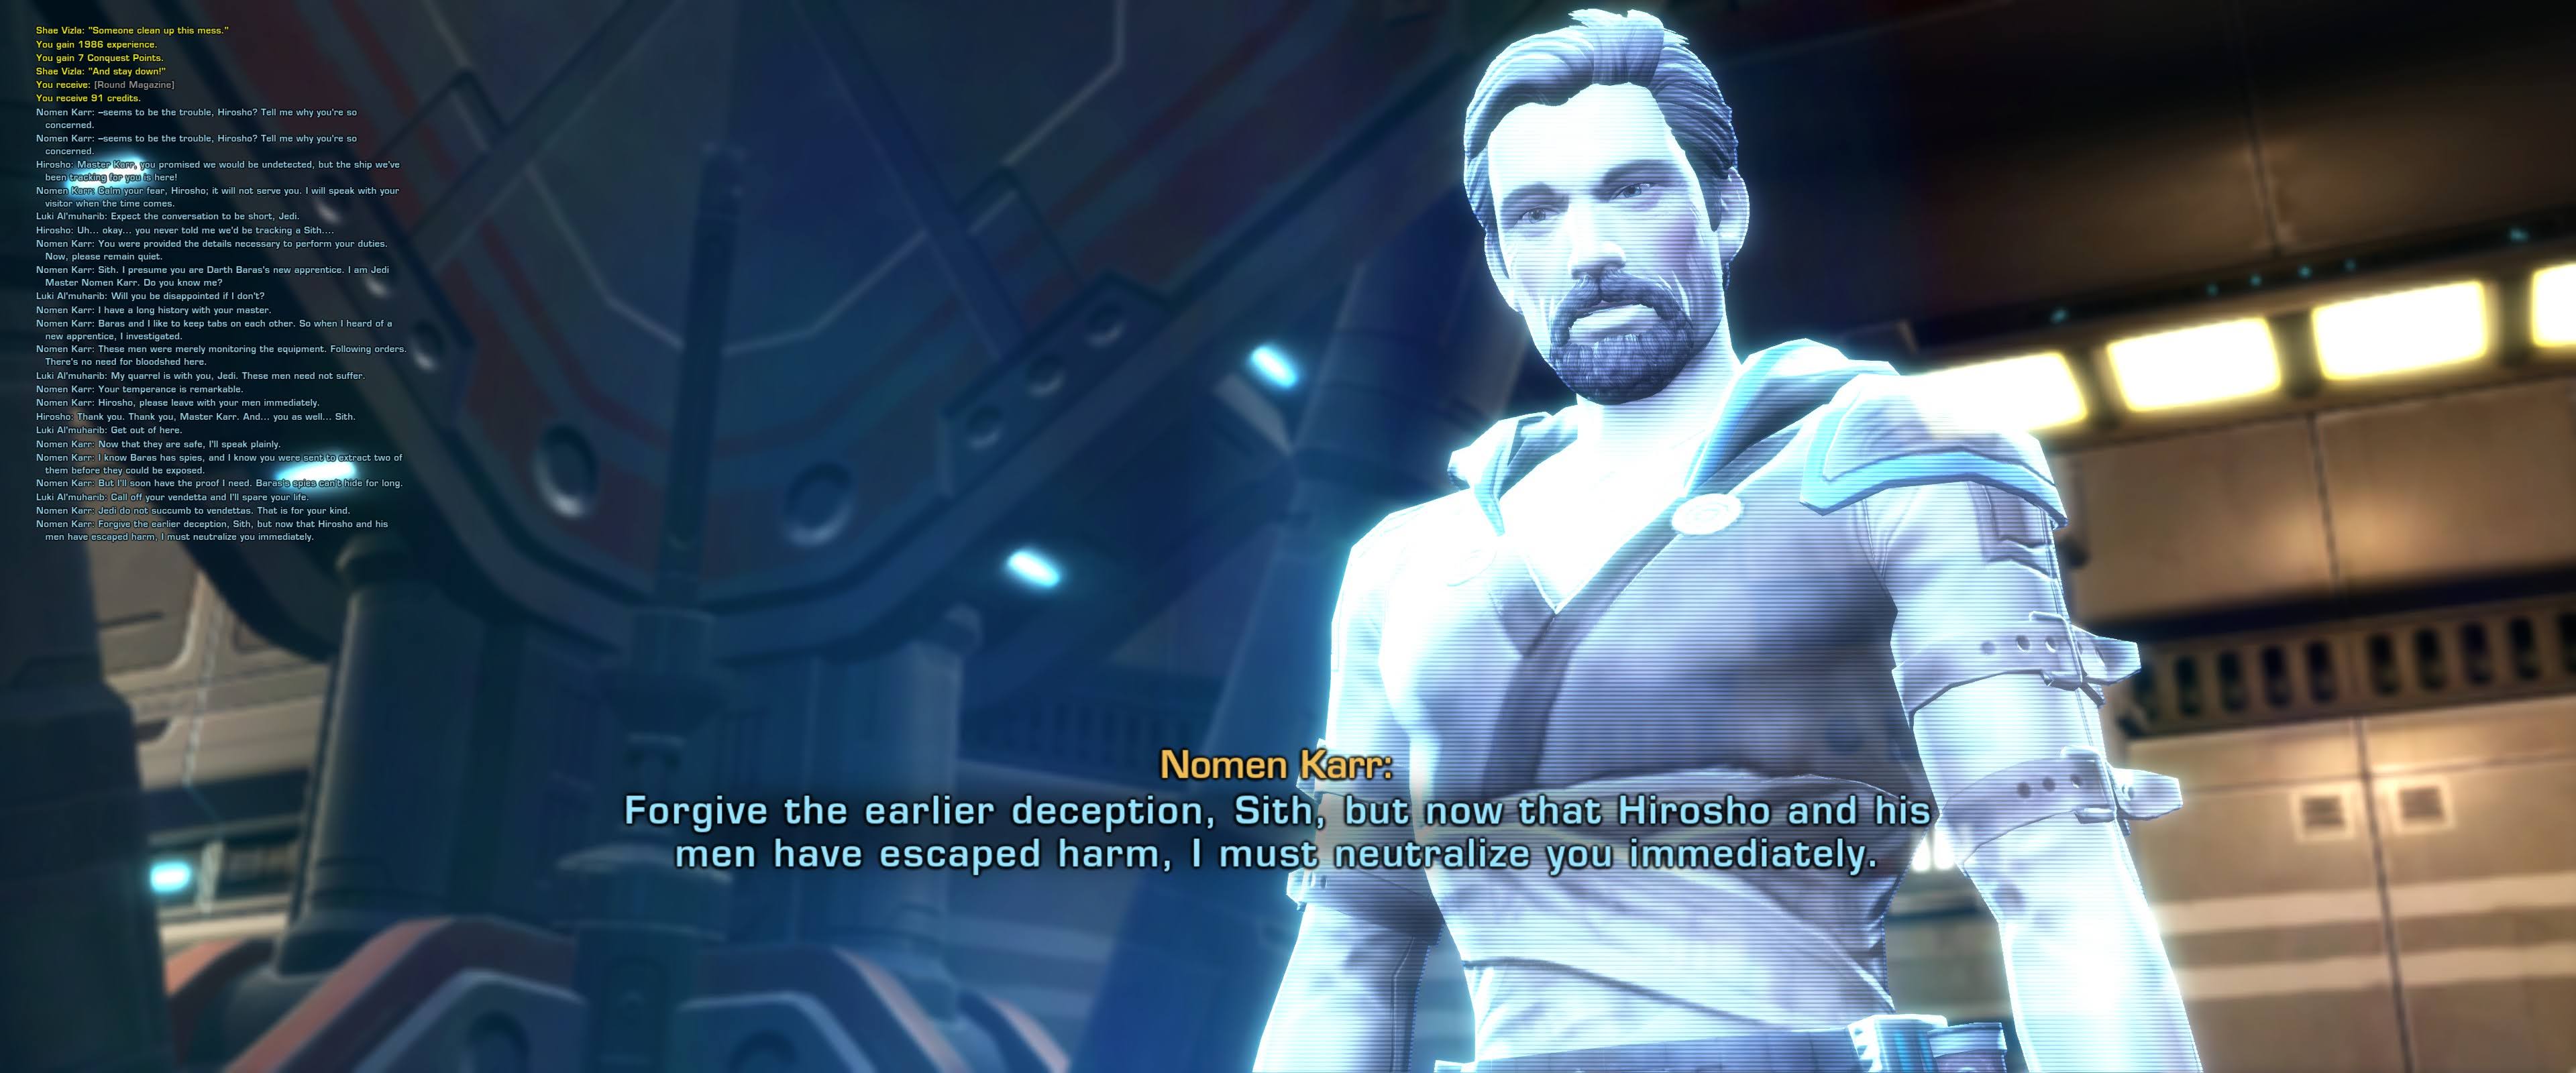 Shae Vizla: "Someone clean up this mess."
You gain 1986 experience.
You gain 7 Conquest Points.
Shae Vizla: "And stay down!"
You receive: [Round Magazine]
You receive 91 credits.
Nomen Karr: –seems to be the trouble, Hirosho? Tell me why you're so
concerned.
Nomen Karr: –seems to be the trouble, Hirosho? Tell me why you're so
concerned.
Hirosho: Master Karr, you promised we would be undetected, but the ship we've
been tracking for you is here!
Nomen Karr: Calm your fear, Hirosho; it will not serve you. I will speak with your
visitor when the time comes.
Luki Al'muharib: Expect the conversation to be short, Jedi.
Hirosho: Uh... okay... you never told me we'd be tracking a Sith....
Nomen Karr: You were provided the details necessary to perform your duties.
Now, please remain quiet.
Nomen Karr: Sith. I presume you are Darth Baras's new apprentice. I am Jedi
Master Nomen Karr. Do you know me?
Luki Al'muharib: Will you be disappointed if I don't?
Nomen Karr: I have a long history with your master.
Nomen Karr: Baras and I like to keep tabs on each other. So when I heard of a
new apprentice, I investigated.
Nomen Karr: These men were merely monitoring the equipment. Following orders.
There's no need for bloodshed here.
Luki Al'muharib: My quarrel is with you, Jedi. These men need not suffer.
Nomen Karr: Your temperance is remarkable.
Nomen Karr: Hirosho, please leave with your men immediately.
Hirosho: Thank you. Thank you, Master Karr. And... you as well... Sith.
Luki Al'muharib: Get out of here.
Nomen Karr: Now that they are safe, I'll speak plainly.
Nomen Karr: I know Baras has spies, and I know you were sent to extract two of
them before they could be exposed.
Nomen Karr: But I'll soon have the proof I need. Baras's spies can't hide for long.
Luki Al'muharib: Call off your vendetta and I'll spare your life.
Nomen Karr: Jedi do not succumb to vendettas. That is for your kind.
Nomen Karr: Forgive the earlier deception, Sith, but now that Hirosho and his
men have escaped harm, I must neutralize you immediately.
Nomen Karr:
Forgive the earlier deception, Sith, but now that Hirosho and his
men have escaped harm, I must neutralize you immediately.